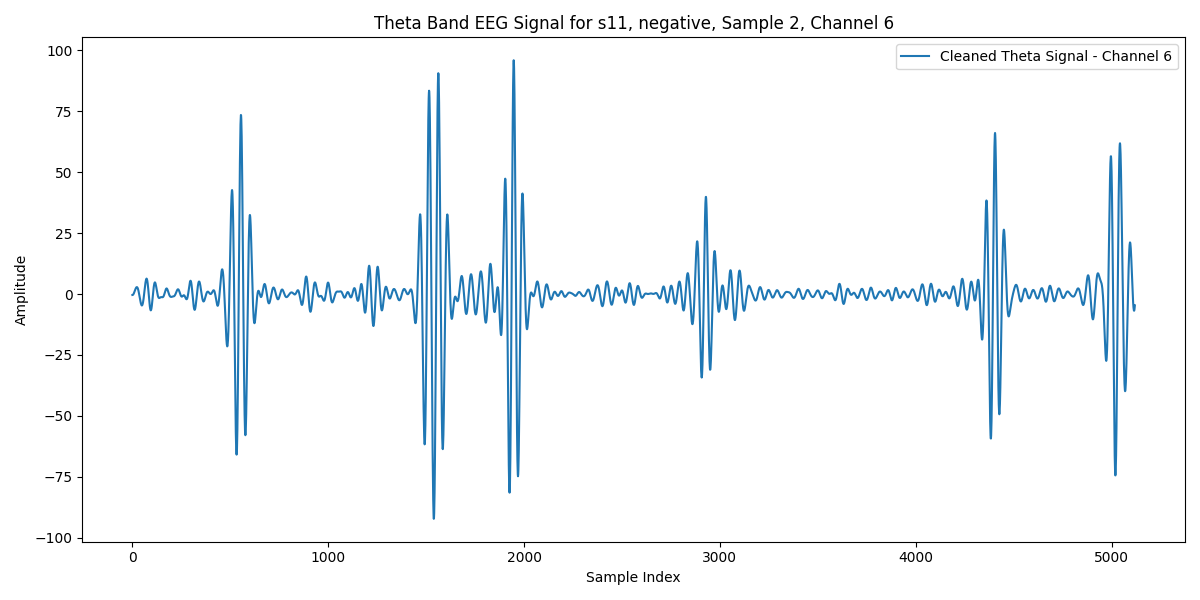 Theta Band EEG Signal for s11, negative, Sample 2, Channel 6
Cleaned Theta Signal - Channel 6
100
75
50
25
0
−25
−50
−75
−100
Amplitude
0 1000 2000 3000 4000 5000
Sample Index